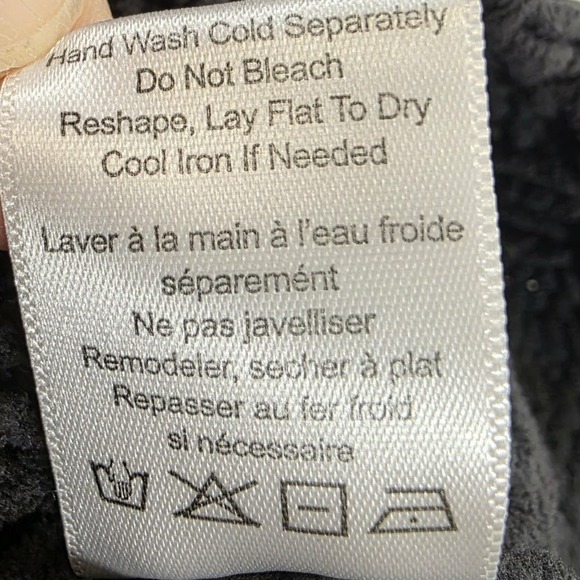 Hand Wash Cold Separately
Do Not Bleach
Reshape, Lay Flat To Dry
Cool Iron If Needed
Laver à la main à l'eau froide
séparemént
Ne pas javelliser
Remodeler, secher à plat
Repasser au fer froid
si nécessaire